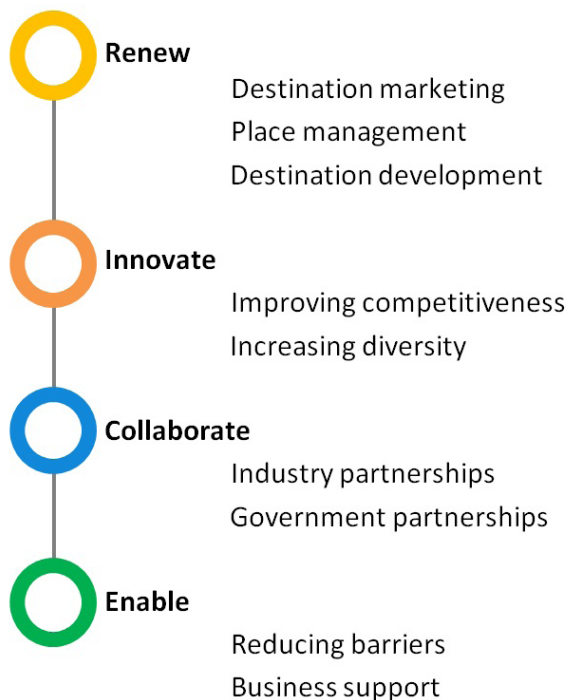 Renew
Destination marketing
Place management
Destination development
Innovate
Improving competitiveness
Increasing diversity
Collaborate
Industry partnerships
Government partnerships
Enable
Reducing barriers
Business support